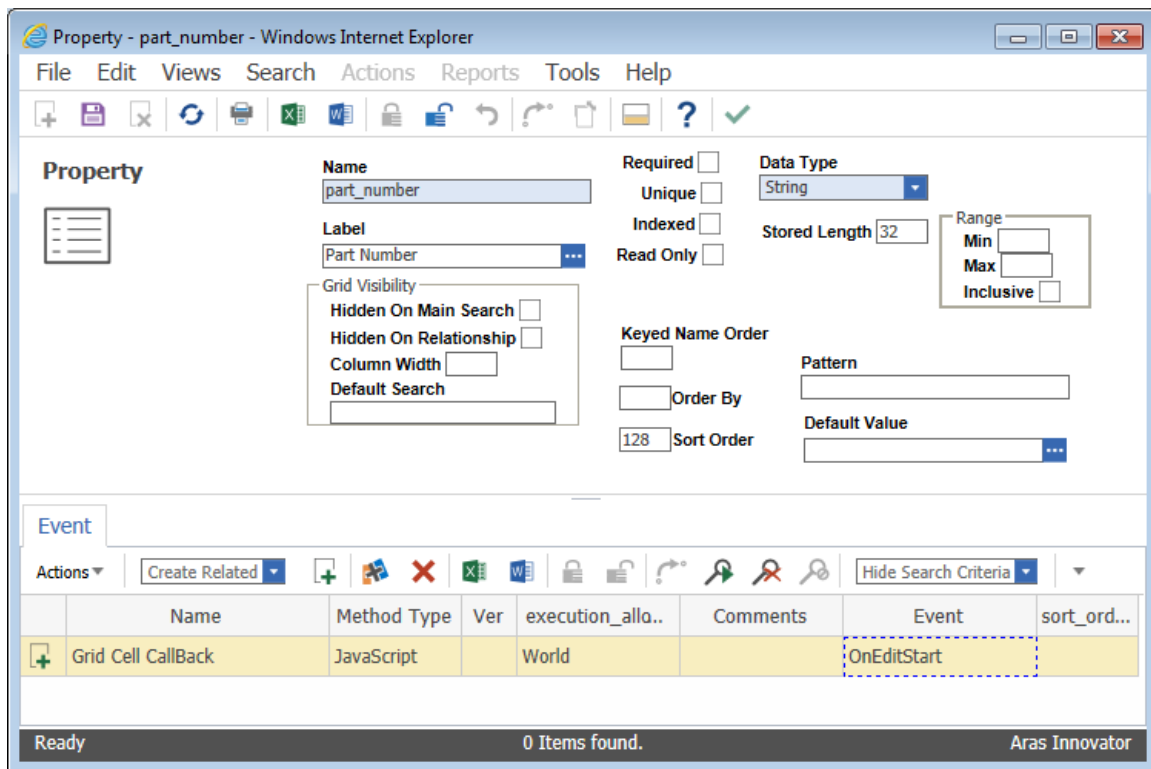 Property - part_number - Windows Internet Explorer
File Edit Views Search Actions Reports Tools Help
Property
Name
part_number
Label
Part Number
Grid Visibility
Hidden On Main Search
Hidden On Relationship
Column Width
Default Search
Required
Unique
Indexed
Read Only
Data Type
String
Stored Length 32
Range
Min
Max
Inclusive
Keyed Name Order
Order By
128 Sort Order
Pattern
Default Value
Event
Actions Create Related Hide Search Criteria
Name Method Type Ver execution_allo.. Comments Event sort_ord...
Grid Cell CallBack JavaScript World OnEditStart
Ready 0 Items found. Aras Innovator